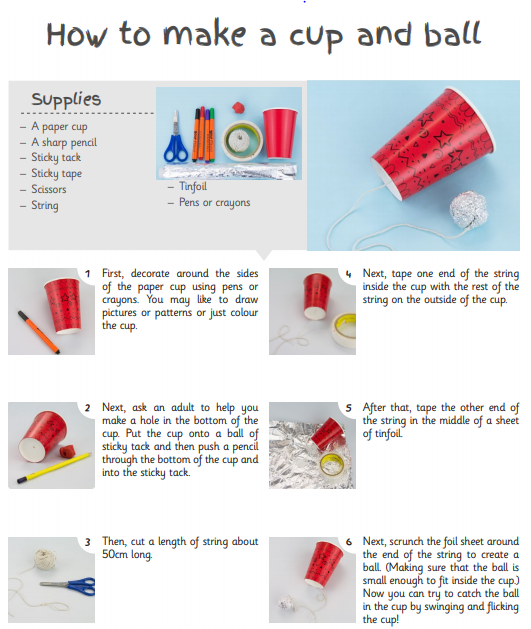 How to make a cup and ball
Supplies
– A paper cup
– A sharp pencil
– Sticky tack
– Sticky tape
– Scissors
– String
– Tinfoil
– Pens or crayons
1
First, decorate around the sides
of the paper cup using pens or
crayons. You may like to draw
pictures or patterns or just colour
the cup.
2
Next, ask an adult to help you
make a hole in the bottom of the
cup. Put the cup onto a ball of
sticky tack and then push a pencil
through the bottom of the cup and
into the sticky tack.
3
Then, cut a length of string about
50cm long.
4
Next, tape one end of the string
inside the cup with the rest of the
string on the outside of the cup.
5
After that, tape the other end of
the string in the middle of a sheet
of tinfoil.
6
Next, scrunch the foil sheet around
the end of the string to create a
ball. (Making sure that the ball is
small enough to fit inside the cup.)
Now you can try to catch the ball
in the cup by swinging and flicking
the cup!